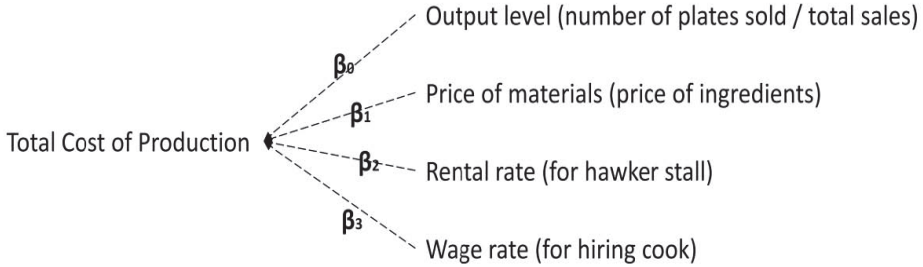 Output level (number of plates sold / total sales)
β₀
Price of materials (price of ingredients)
β₁
Total Cost of Production
β₂
Rental rate (for hawker stall)
β₃
Wage rate (for hiring cook)